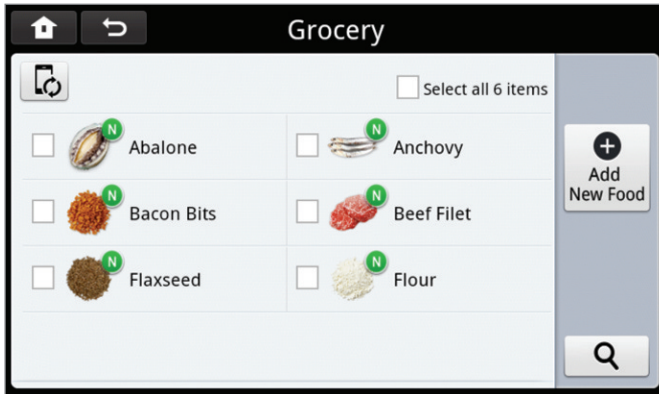 Grocery
Select all 6 items
N Abalone
N Anchovy
N Bacon Bits
N Beef Filet
N Flaxseed
N Flour
Add
New Food